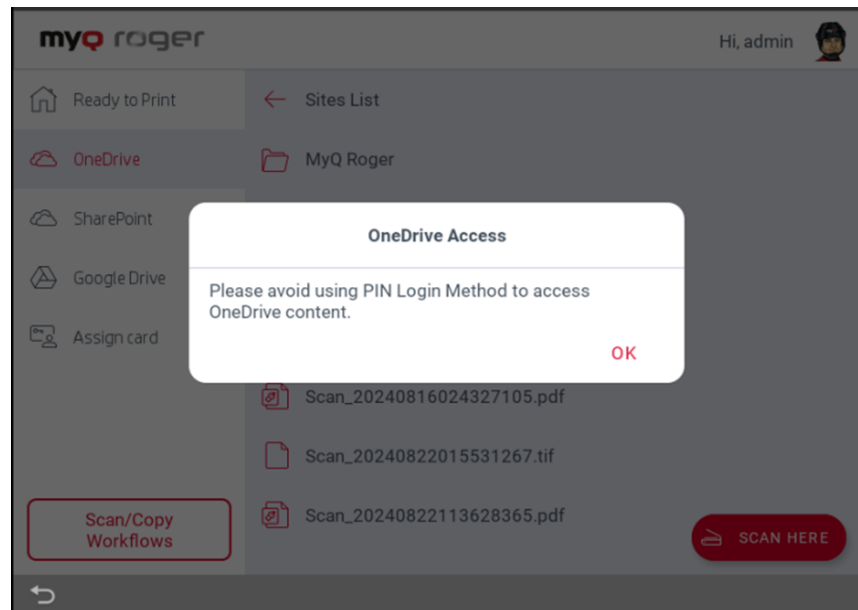 myQ roger
Hi, admin
Ready to Print
OneDrive
SharePoint
Google Drive
Assign card
Scan/Copy
Workflows
Sites List
MyQ Roger
OneDrive Access
Please avoid using PIN Login Method to access
OneDrive content.
OK
Scan_20240816024327105.pdf
Scan_20240822015531267.tif
Scan_20240822113628365.pdf
SCAN HERE